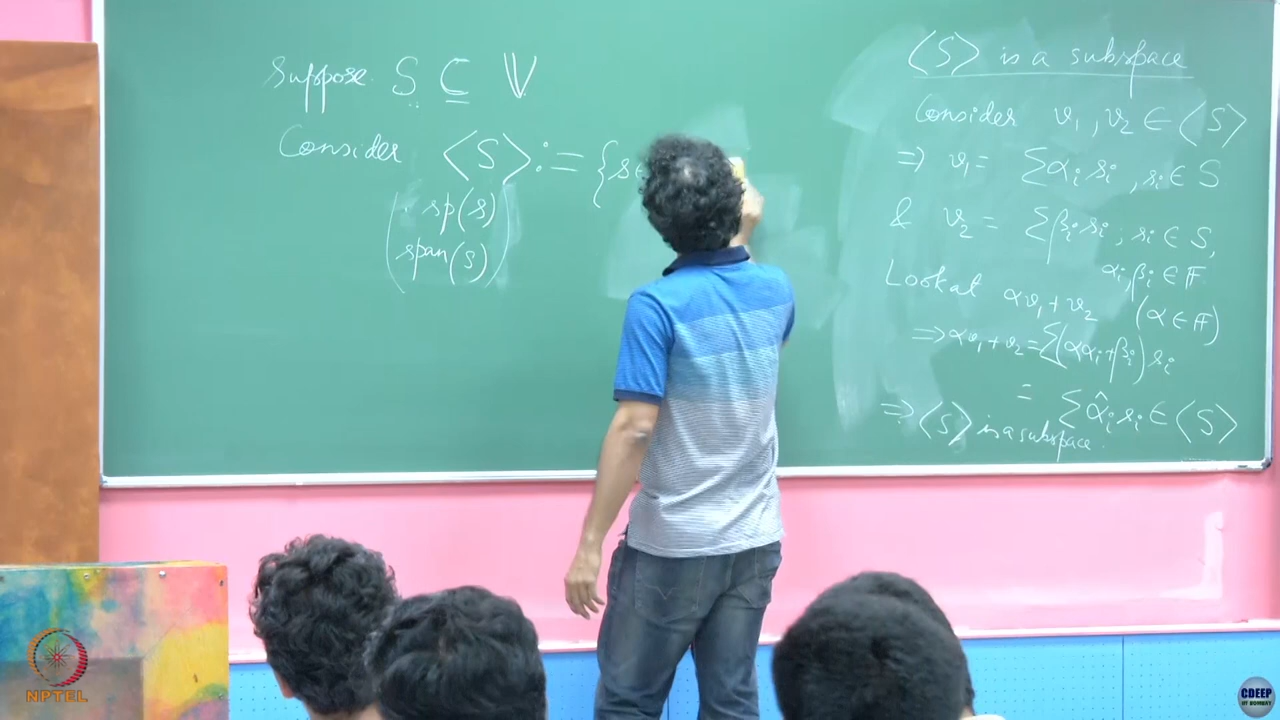 Suppose S ⊆ V
Consider ⟨S⟩ := {s∈
sp(s)
span(s)
⟨S⟩ is a subspace
Consider v₁, v₂ ∈ ⟨S⟩
⇒ v₁ = Σαᵢsᵢ, sᵢ∈S
& v₂ = Σβᵢsᵢ, sᵢ∈S,
αᵢ,βᵢ∈F
Look at αv₁+v₂ (α∈F)
⇒αv₁+v₂=Σ(ααᵢ+βᵢ)sᵢ
= Σα̂ᵢsᵢ∈⟨S⟩
⇒⟨S⟩ is a subspace.
NPTEL
CDEEP
IIT BOMBAY